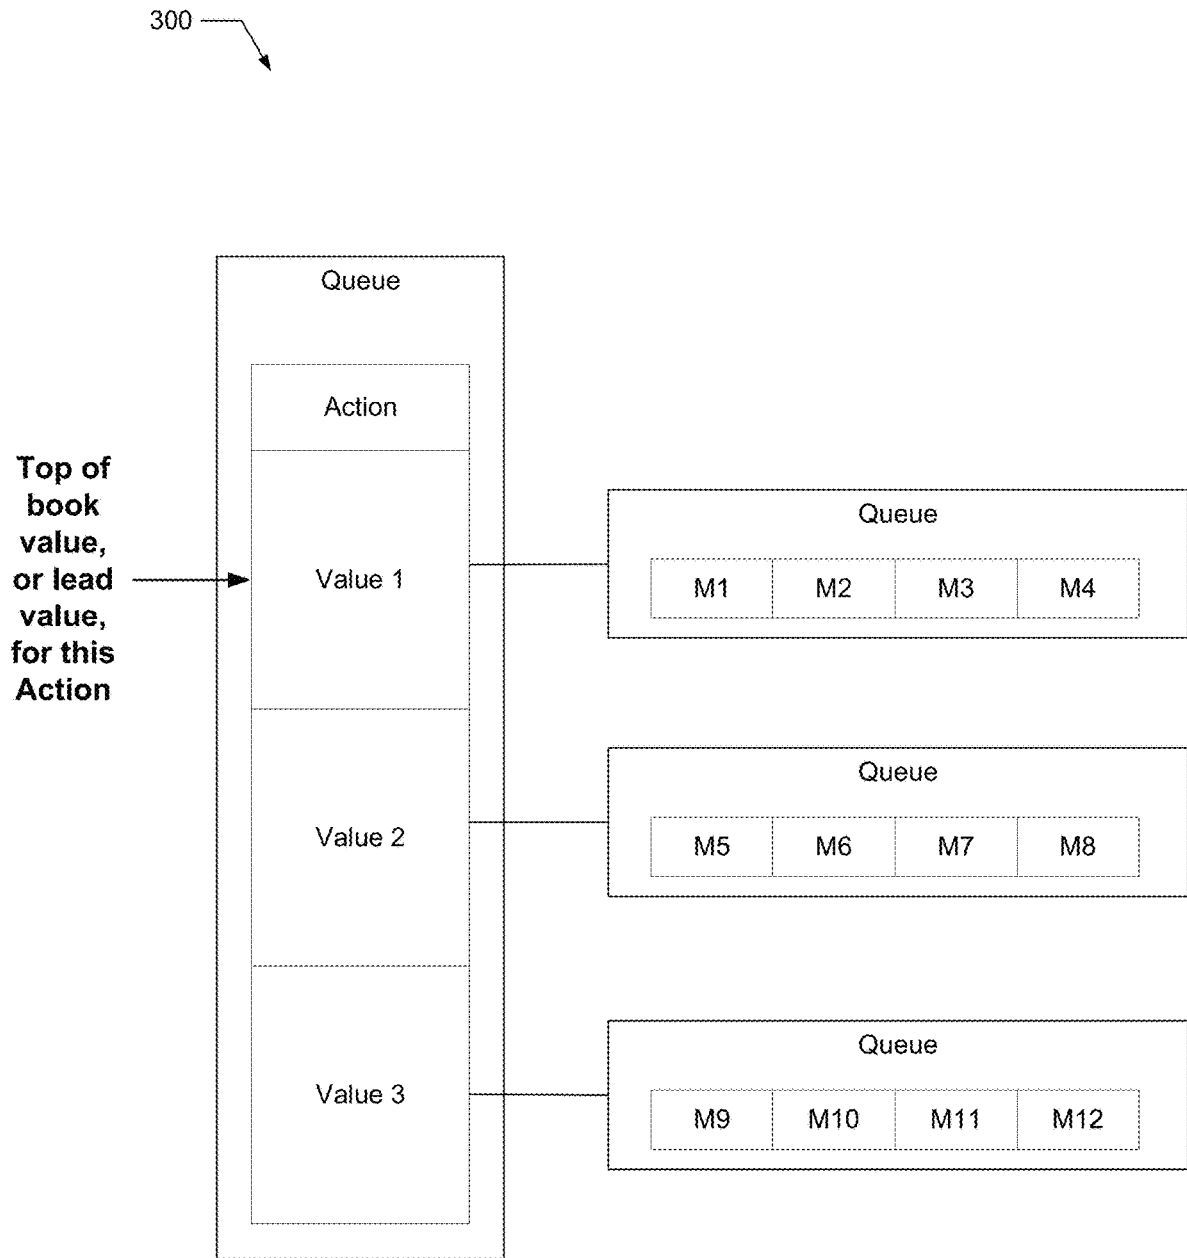 300
Queue
Action
Top of
book
value,
or lead
value,
for this
Action
Value 1
Queue
M1 M2 M3 M4
Value 2
Queue
M5 M6 M7 M8
Value 3
Queue
M9 M10 M11 M12